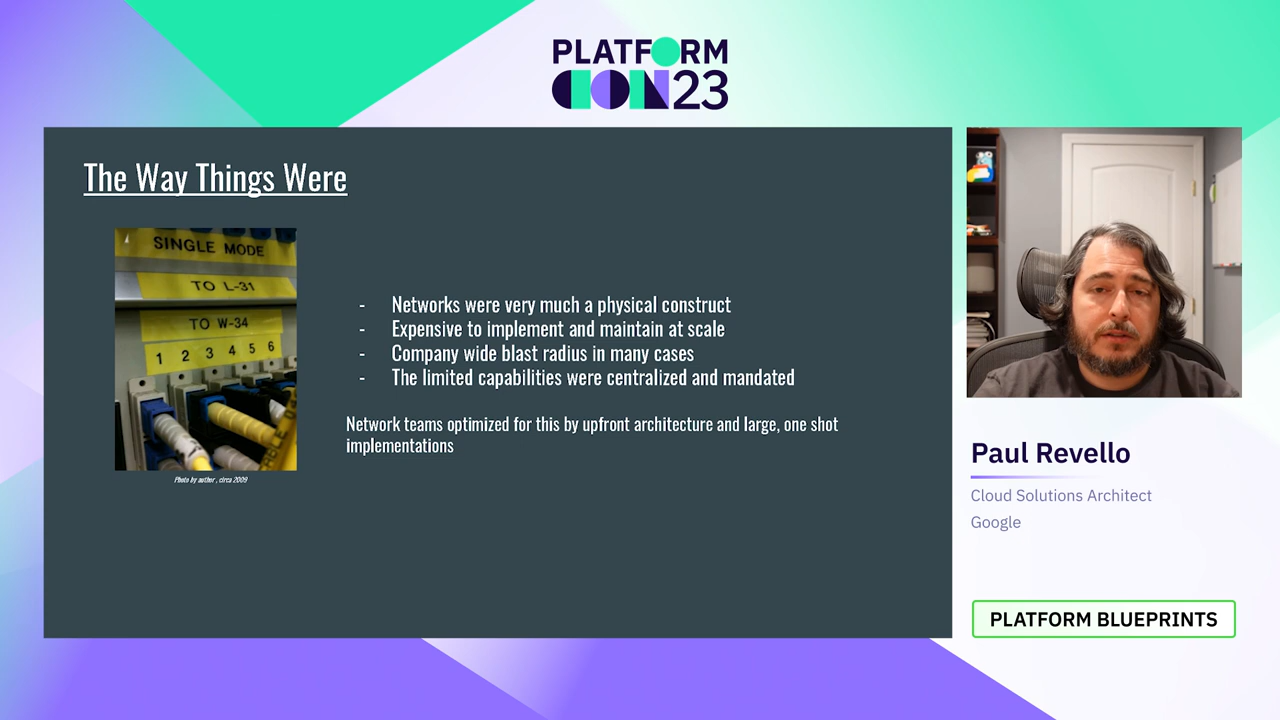 PLATFORM
CON23
The Way Things Were
SINGLE MODE
TO L-31
TO W-34
1 2 3 4 5 6
Photo by author, circa 2009
- Networks were very much a physical construct
- Expensive to implement and maintain at scale
- Company wide blast radius in many cases
- The limited capabilities were centralized and mandated
Network teams optimized for this by upfront architecture and large, one shot
implementations
Paul Revello
Cloud Solutions Architect
Google
PLATFORM BLUEPRINTS